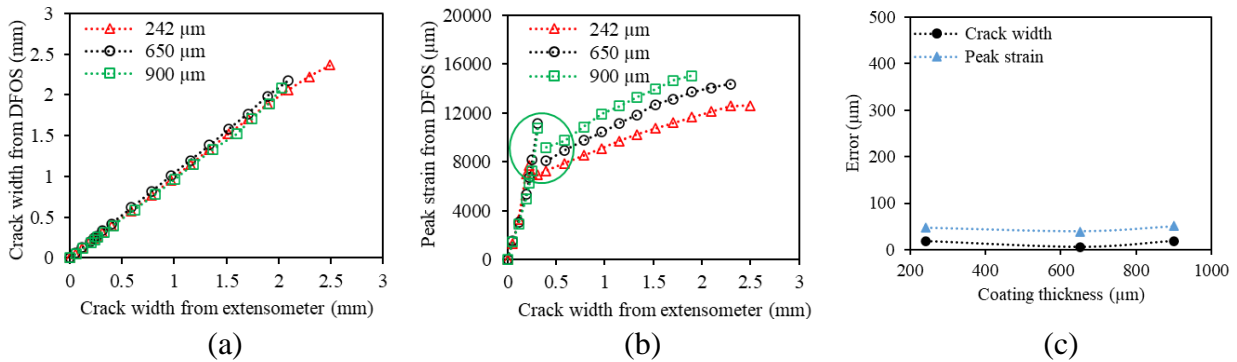 3
2.5
2
1.5
1
0.5
0
0 0.5 1 1.5 2 2.5 3
Crack width from DFOS (mm)
Crack width from extensometer (mm)
242 µm
650 µm
900 µm
(a)
20000
16000
12000
8000
4000
0
0 0.5 1 1.5 2 2.5 3
Peak strain from DFOS (µm)
Crack width from extensometer (mm)
242 µm
650 µm
900 µm
(b)
500
400
300
200
100
0
200 400 600 800 1000
Error (µm)
Coating thickness (µm)
Crack width
Peak strain
(c)